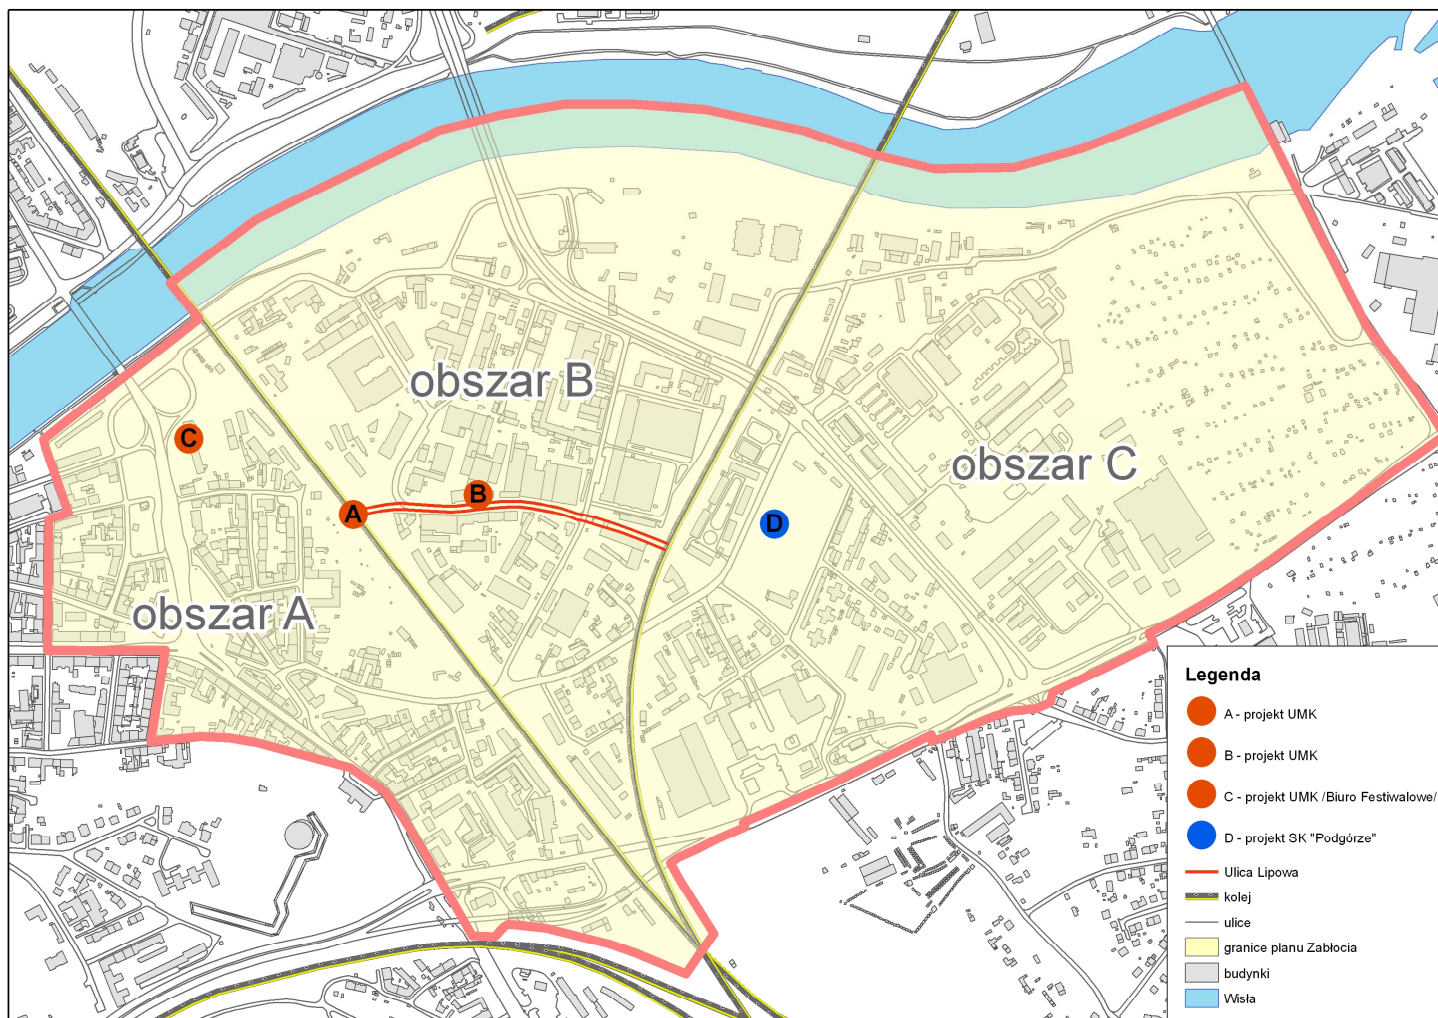 obszar B
obszar C
obszar A
C
B
A
D
Legenda
A - projekt UMK
B - projekt UMK
C - projekt UMK /Biuro Festiwalowe/
D - projekt SK "Podgórze"
Ulica Lipowa
kolej
ulice
granice planu Zabłocia
budynki
Wisła